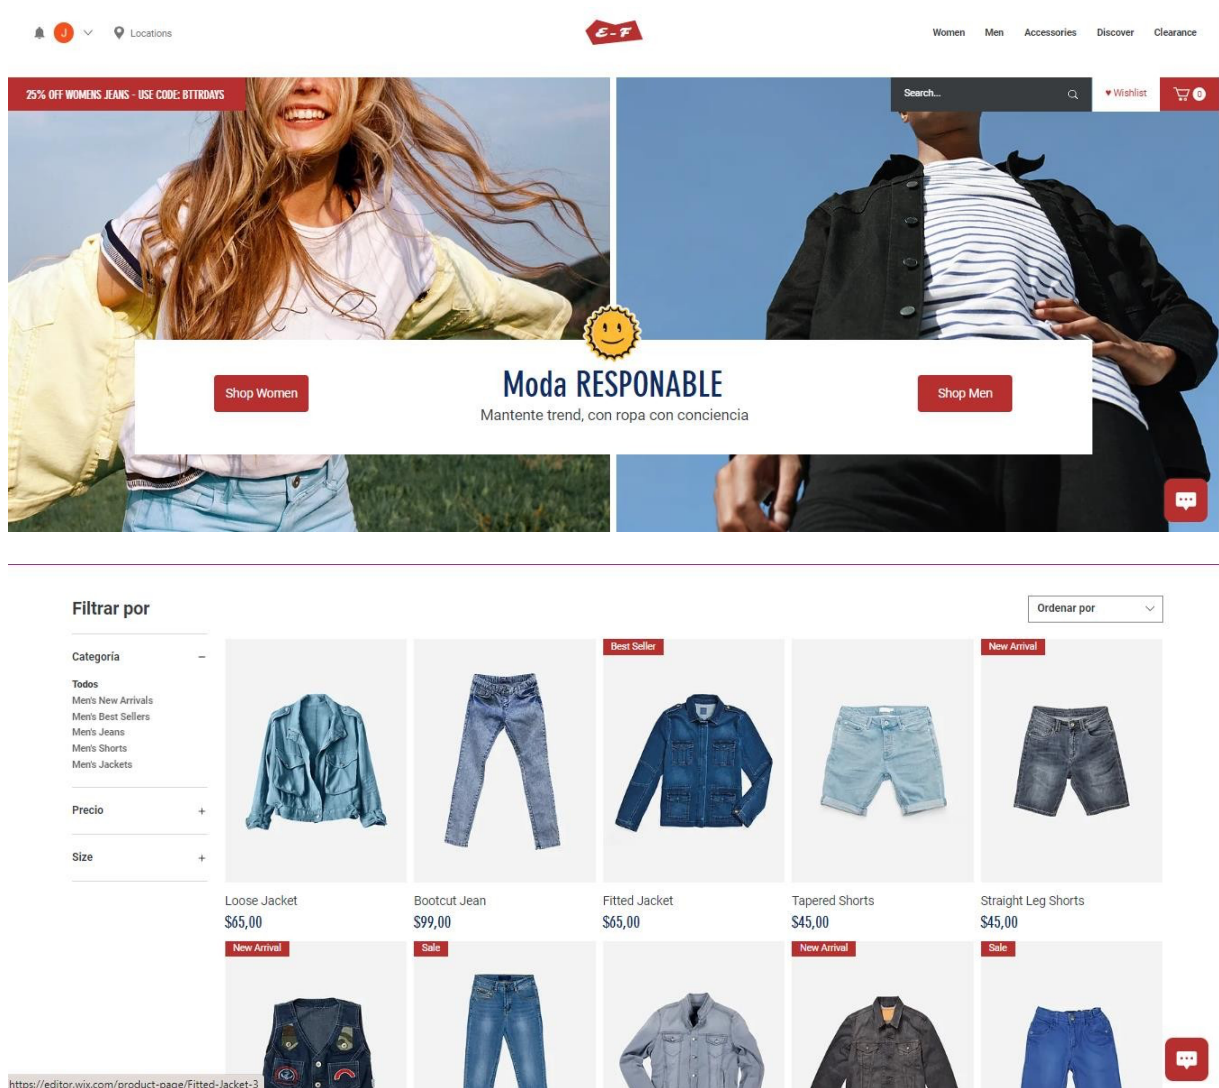 J
Locations
E-F
Women Men Accessories Discover Clearance
25% OFF WOMENS JEANS - USE CODE: BTTRDAYS
Search...
♥ Wishlist
0
Shop Women
Moda RESPONABLE
Mantente trend, con ropa con conciencia
Shop Men
Filtrar por
Ordenar por
Categoría −
Todos
Men's New Arrivals
Men's Best Sellers
Men's Jeans
Men's Shorts
Men's Jackets
Precio +
Size +
Best Seller
New Arrival
Loose Jacket
$65,00
Bootcut Jean
$99,00
Fitted Jacket
$65,00
Tapered Shorts
$45,00
Straight Leg Shorts
$45,00
New Arrival
Sale
New Arrival
Sale
https://editor.wix.com/product-page/Fitted-Jacket-3